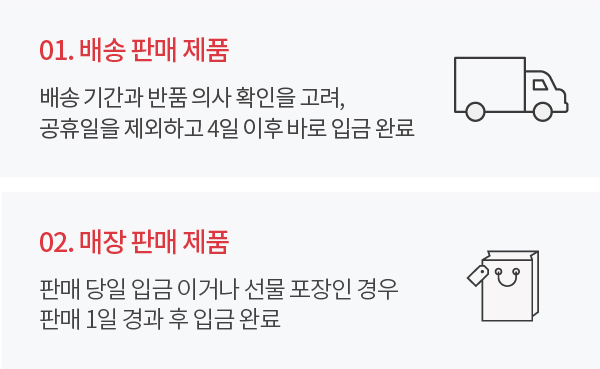 01. 배송 판매 제품
배송 기간과 반품 의사 확인을 고려,
공휴일을 제외하고 4일 이후 바로 입금 완료
02. 매장 판매 제품
판매 당일 입금 이거나 선물 포장인 경우
판매 1일 경과 후 입금 완료